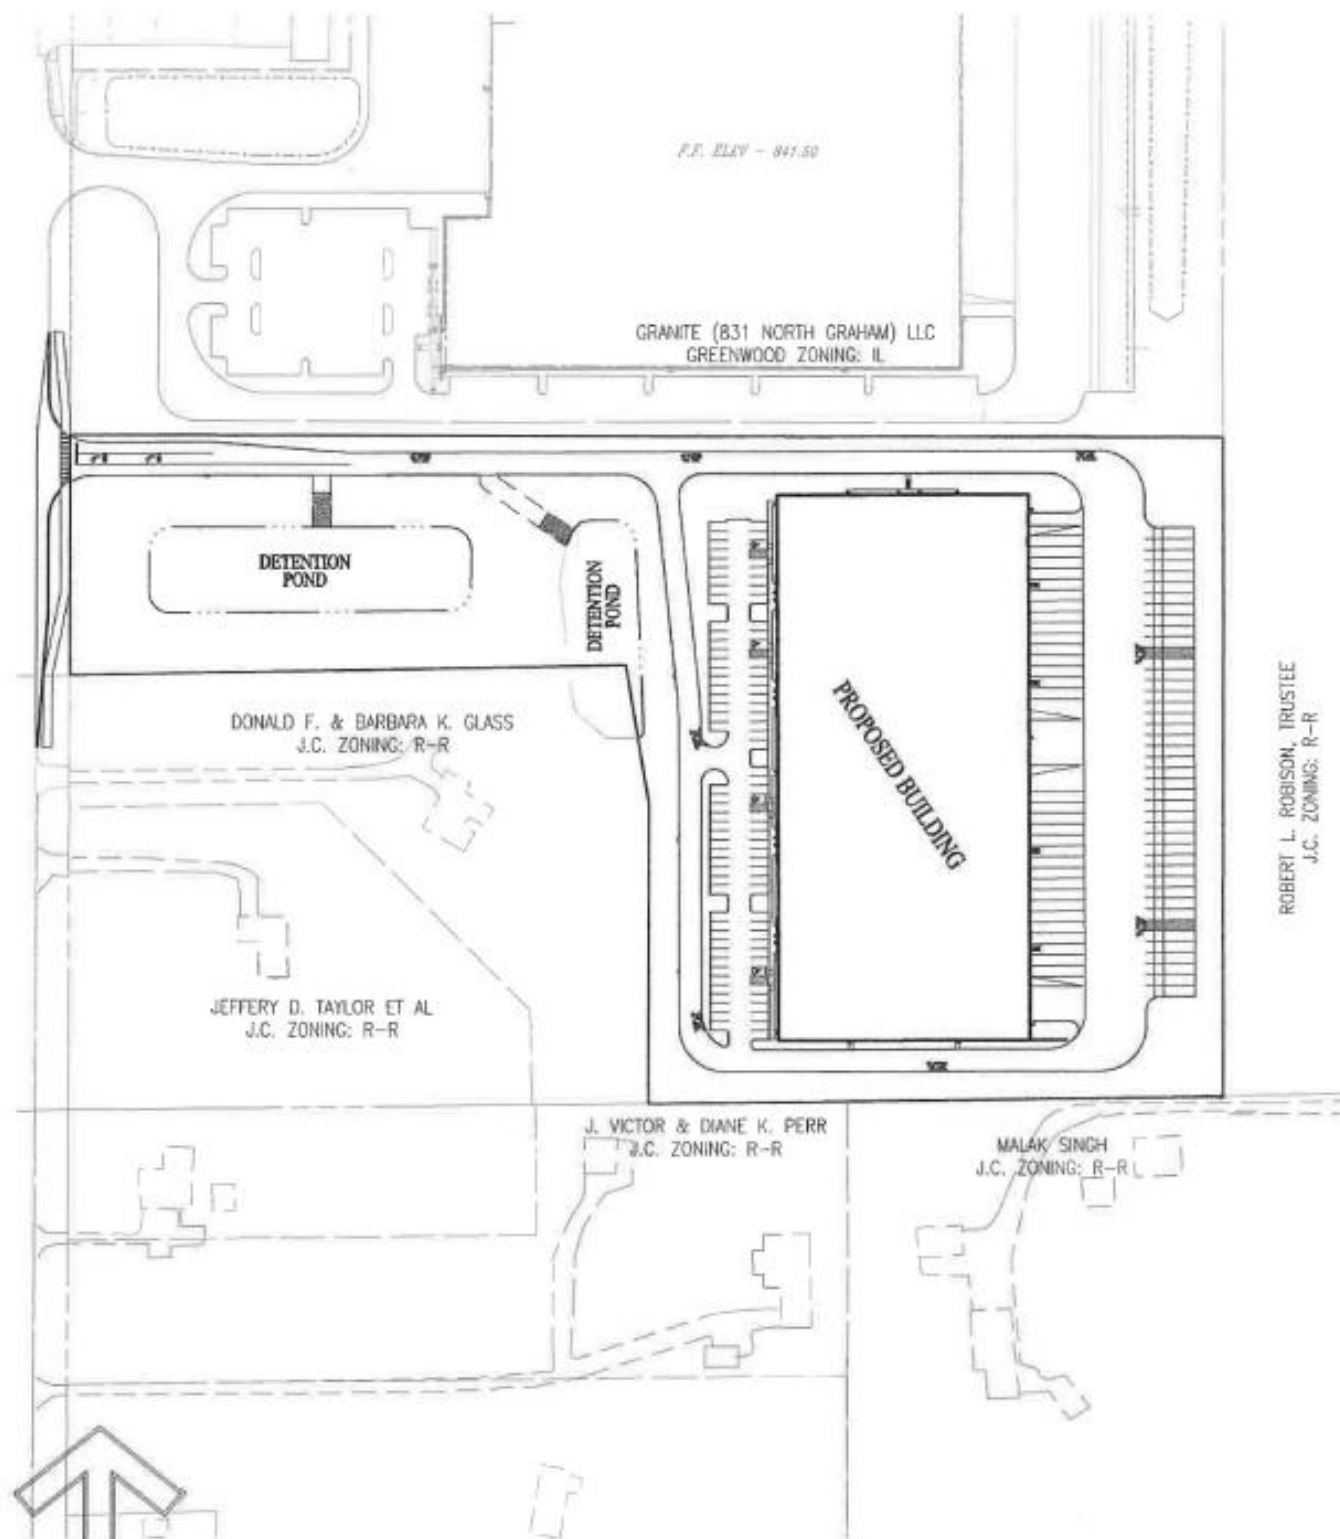 F.F. ELEV - 841.50
GRANITE (831 NORTH GRAHAM) LLC
GREENWOOD ZONING: IL
DETENTION
POND
DETENTION
POND
DONALD F. & BARBARA K. GLASS
J.C. ZONING: R-R
PROPOSED BUILDING
ROBERT L. ROBISON, TRUSTEE
J.C. ZONING: R-R
JEFFERY D. TAYLOR ET AL
J.C. ZONING: R-R
J. VICTOR & DIANE K. PERR
J.C. ZONING: R-R
MALAK SINGH
J.C. ZONING: R-R